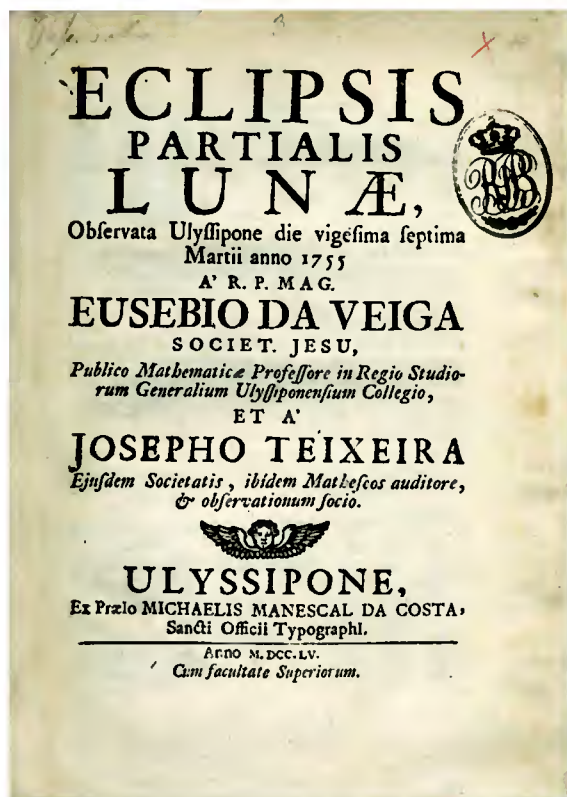 ECLIPSIS
PARTIALIS
LUNÆ,
Obſervata Ulyſſipone die vigeſima ſeptima
Martii anno 1755
A' R. P. MAG.
EUSEBIO DA VEIGA
SOCIET. JESU,
Publico Mathematicæ Profeſſore in Regio Studio-
rum Generalium Ulyſſiponenſium Collegio,
ET A'
JOSEPHO TEIXEIRA
Ejuſdem Societatis, ibidem Matheſeos auditore,
& obſervationum ſocio.
ULYSSIPONE,
Ex Prælo MICHAELIS MANESCAL DA COSTA,
Sancti Officii Typographi.
Anno M. DCC. LV.
Cum facultate Superiorum.